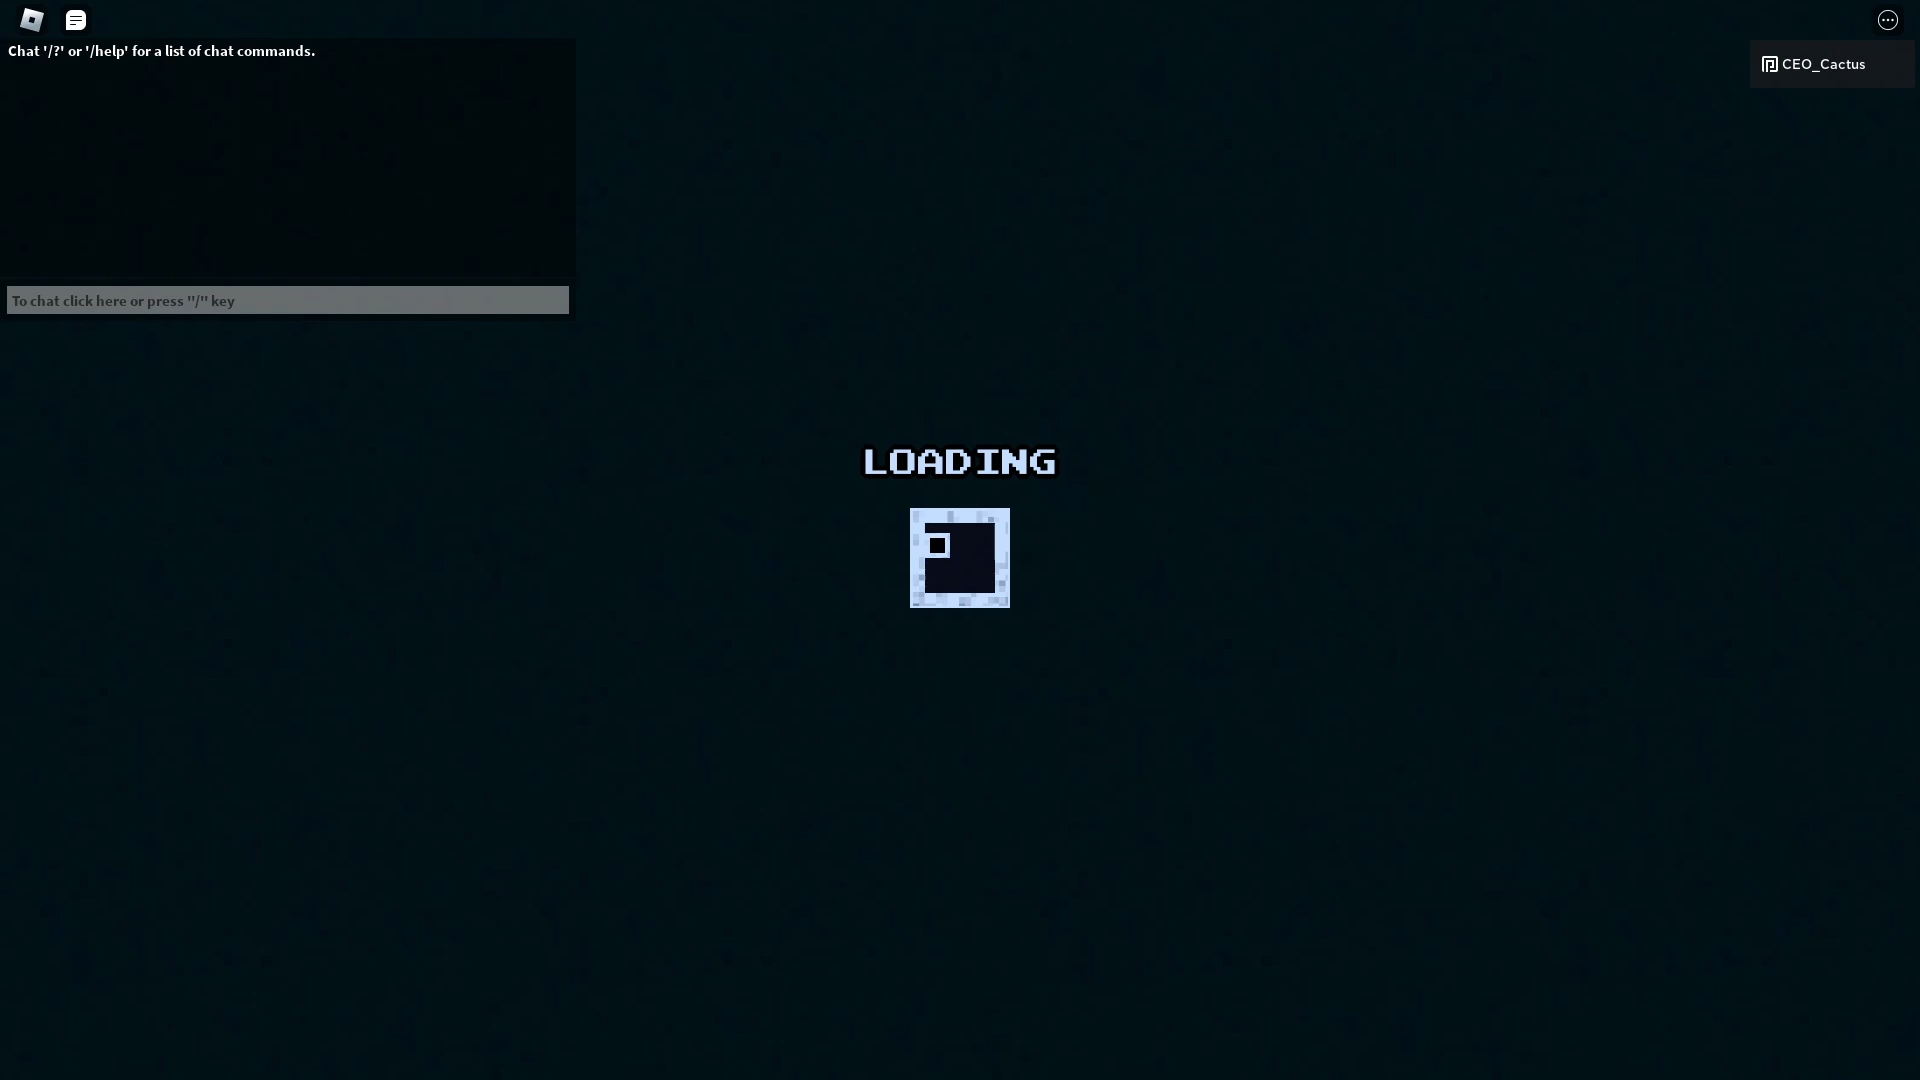 Chat '/?' or '/help' for a list of chat commands.
CEO_Cactus
To chat click here or press "/" key
LOADING